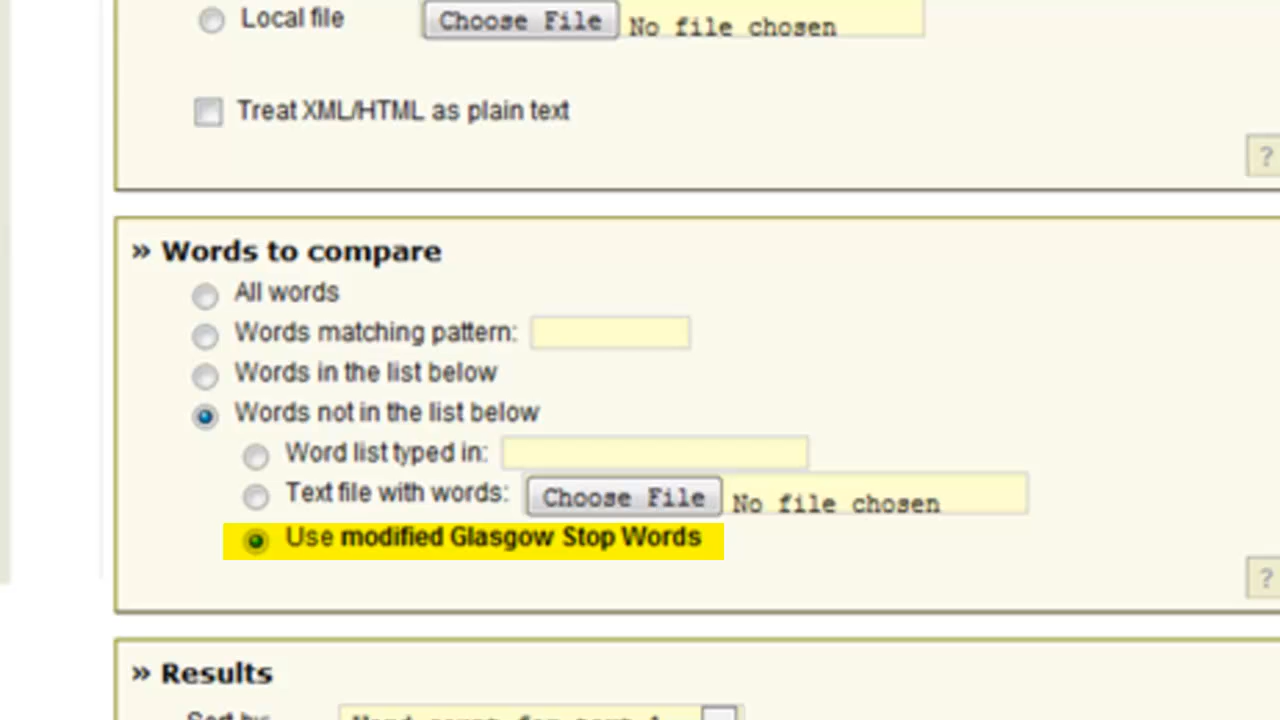 Local file Choose File No file chosen
Treat XML/HTML as plain text
?
» Words to compare
All words
Words matching pattern:
Words in the list below
Words not in the list below
Word list typed in:
Text file with words: Choose File No file chosen
Use modified Glasgow Stop Words
?
» Results
Sort by: